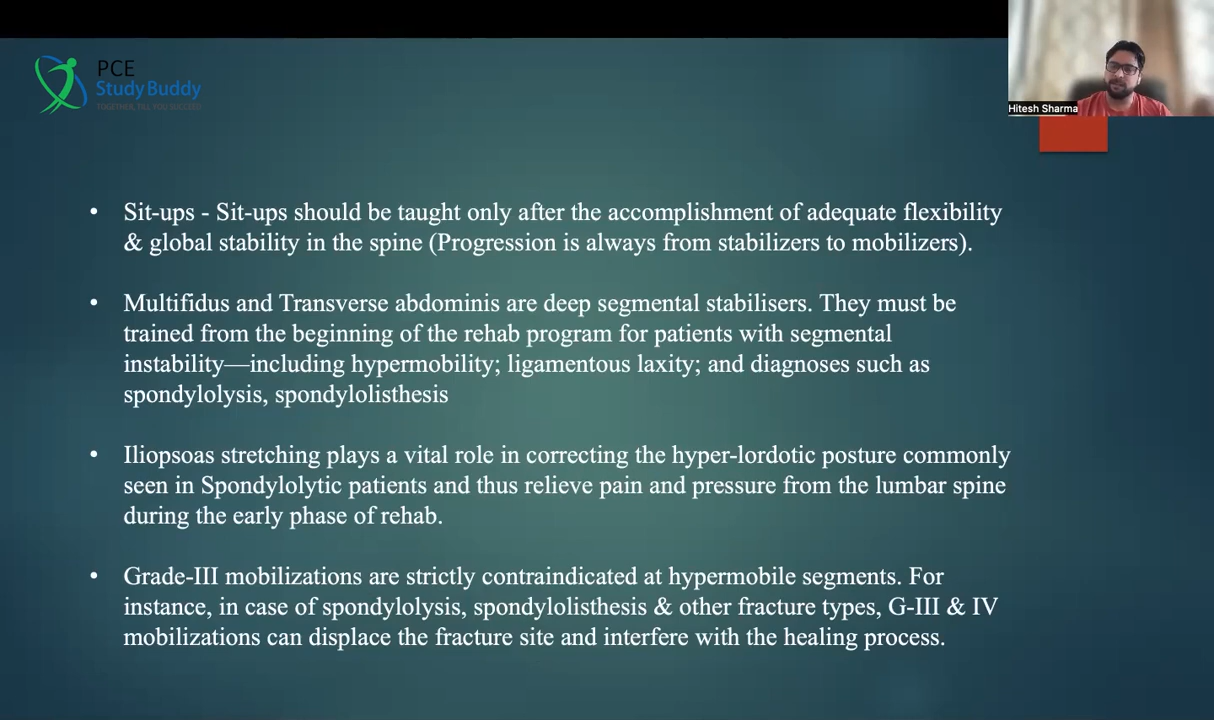 PCE
StudyBuddy
TOGETHER, TILL YOU SUCCEED
Hitesh Sharma
• Sit-ups - Sit-ups should be taught only after the accomplishment of adequate flexibility
& global stability in the spine (Progression is always from stabilizers to mobilizers).
• Multifidus and Transverse abdominis are deep segmental stabilisers. They must be
trained from the beginning of the rehab program for patients with segmental
instability—including hypermobility; ligamentous laxity; and diagnoses such as
spondylolysis, spondylolisthesis
• Iliopsoas stretching plays a vital role in correcting the hyper-lordotic posture commonly
seen in Spondylolytic patients and thus relieve pain and pressure from the lumbar spine
during the early phase of rehab.
• Grade-III mobilizations are strictly contraindicated at hypermobile segments. For
instance, in case of spondylolysis, spondylolisthesis & other fracture types, G-III & IV
mobilizations can displace the fracture site and interfere with the healing process.